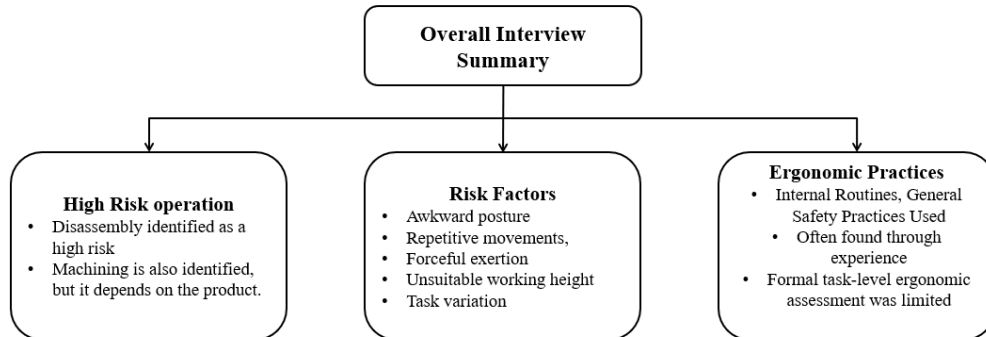 Overall Interview
Summary
High Risk operation
• Disassembly identified as a
high risk
• Machining is also identified,
but it depends on the product.
Risk Factors
• Awkward posture
• Repetitive movements,
• Forceful exertion
• Unsuitable working height
• Task variation
Ergonomic Practices
• Internal Routines, General
Safety Practices Used
• Often found through
experience
• Formal task-level ergonomic
assessment was limited